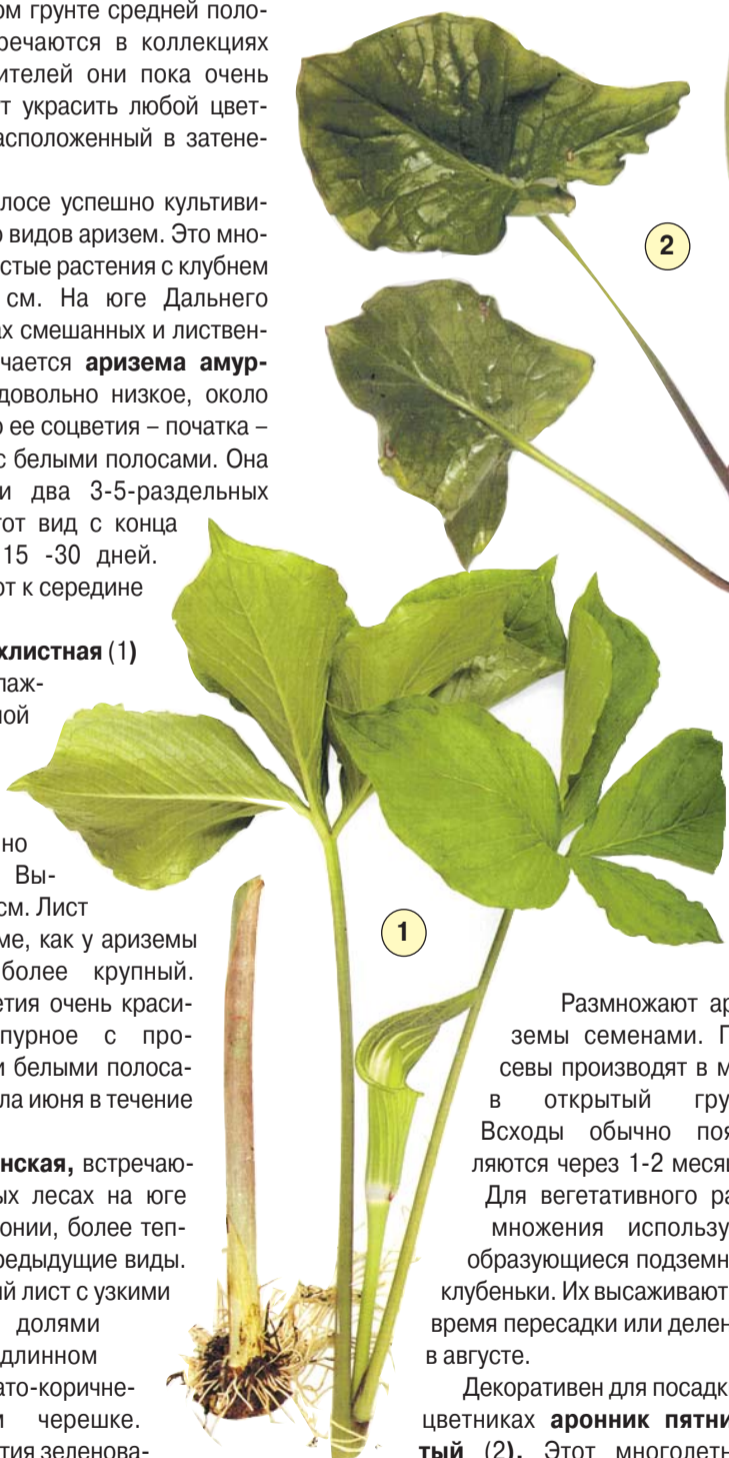 ом грунте средней поло-
речаются в коллекциях
ителей они пока очень
т украсить любой цвет-
асположенный в затене-
лосе успешно культиви-
о видов аризем. Это мно-
истые растения с клубнем
см. На юге Дальнего
ах смешанных и листвен-
чается аризема амур-
довольно низкое, около
о ее соцветия – початка –
с белыми полосами. Она
и два 3-5-раздельных
тот вид с конца
15 -30 дней.
от к середине
хлистная (1)
лаж-
ной
но
Вы-
см. Лист
ме, как уариземы
более крупный.
етия очень краси-
пурное с про-
и белыми полоса-
ла июня в течение
нская, встречаю-
ых лесах на юге
онии, более теп-
редыдущие виды.
ый лист с узкими
долями
длинном
ато-коричне-
м черешке.
тия зеленова-
2
1
Размножают ар
земы семенами. П
севы производят в м
в открытый гру
Всходы обычно поя
ляются через 1-2 месяц
Для вегетативного ра
множения использу
образующиеся подземн
клубеньки. Их высаживают
время пересадки или делен
в августе.
Декоративен для посадк
цветниках аронник пятни
тый (2). Этот многолетн